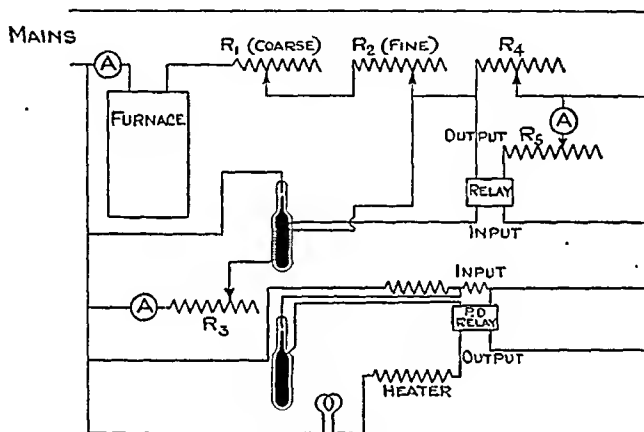 MAINS
A
R1 (COARSE)
R2 (FINE)
R4
FURNACE
A
OUTPUT
R5
RELAY
INPUT
INPUT
A
R3
P.D
RELAY
OUTPUT
HEATER